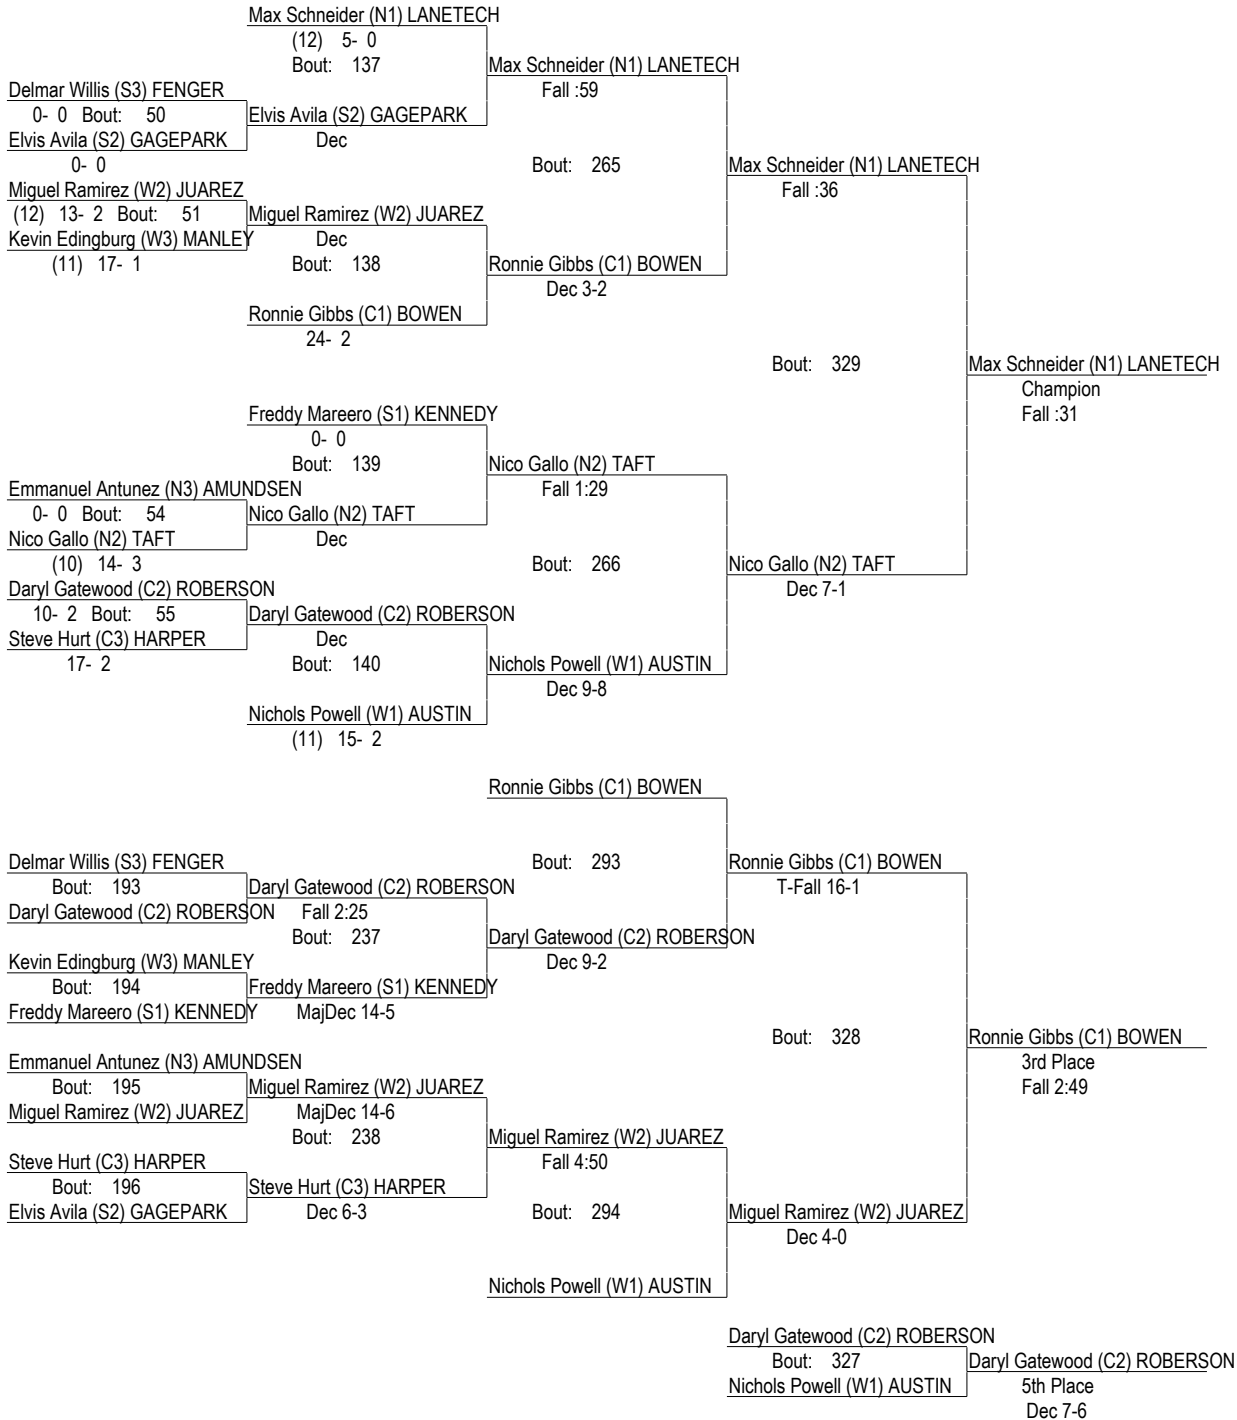 Max Schneider (N1) LANETECH
(12) 5- 0
Bout: 137
Max Schneider (N1) LANETECH
Delmar Willis (S3) FENGER
Fall :59
0- 0 Bout: 50
Elvis Avila (S2) GAGEPARK
Elvis Avila (S2) GAGEPARK
Dec
0- 0
Bout: 265
Max Schneider (N1) LANETECH
Miguel Ramirez (W2) JUAREZ
Fall :36
(12) 13- 2 Bout: 51
Miguel Ramirez (W2) JUAREZ
Kevin Edingburg (W3) MANLEY
Dec
(11) 17- 1
Bout: 138
Ronnie Gibbs (C1) BOWEN
Dec 3-2
Ronnie Gibbs (C1) BOWEN
24- 2
Bout: 329
Max Schneider (N1) LANETECH
Champion
Freddy Mareero (S1) KENNEDY
Fall :31
0- 0
Bout: 139
Nico Gallo (N2) TAFT
Emmanuel Antunez (N3) AMUNDSEN
Fall 1:29
0- 0 Bout: 54
Nico Gallo (N2) TAFT
Nico Gallo (N2) TAFT
Dec
(10) 14- 3
Bout: 266
Nico Gallo (N2) TAFT
Daryl Gatewood (C2) ROBERSON
Dec 7-1
10- 2 Bout: 55
Daryl Gatewood (C2) ROBERSON
Steve Hurt (C3) HARPER
Dec
17- 2
Bout: 140
Nichols Powell (W1) AUSTIN
Dec 9-8
Nichols Powell (W1) AUSTIN
(11) 15- 2
Ronnie Gibbs (C1) BOWEN
Delmar Willis (S3) FENGER
Bout: 293
Ronnie Gibbs (C1) BOWEN
Bout: 193
Daryl Gatewood (C2) ROBERSON
T-Fall 16-1
Daryl Gatewood (C2) ROBERSON
Fall 2:25
Bout: 237
Daryl Gatewood (C2) ROBERSON
Kevin Edingburg (W3) MANLEY
Dec 9-2
Bout: 194
Freddy Mareero (S1) KENNEDY
Freddy Mareero (S1) KENNEDY
MajDec 14-5
Bout: 328
Ronnie Gibbs (C1) BOWEN
Emmanuel Antunez (N3) AMUNDSEN
3rd Place
Bout: 195
Miguel Ramirez (W2) JUAREZ
Fall 2:49
Miguel Ramirez (W2) JUAREZ
MajDec 14-6
Bout: 238
Miguel Ramirez (W2) JUAREZ
Steve Hurt (C3) HARPER
Fall 4:50
Bout: 196
Steve Hurt (C3) HARPER
Elvis Avila (S2) GAGEPARK
Dec 6-3
Bout: 294
Miguel Ramirez (W2) JUAREZ
Dec 4-0
Nichols Powell (W1) AUSTIN
Daryl Gatewood (C2) ROBERSON
Bout: 327
Daryl Gatewood (C2) ROBERSON
Nichols Powell (W1) AUSTIN
5th Place
Dec 7-6